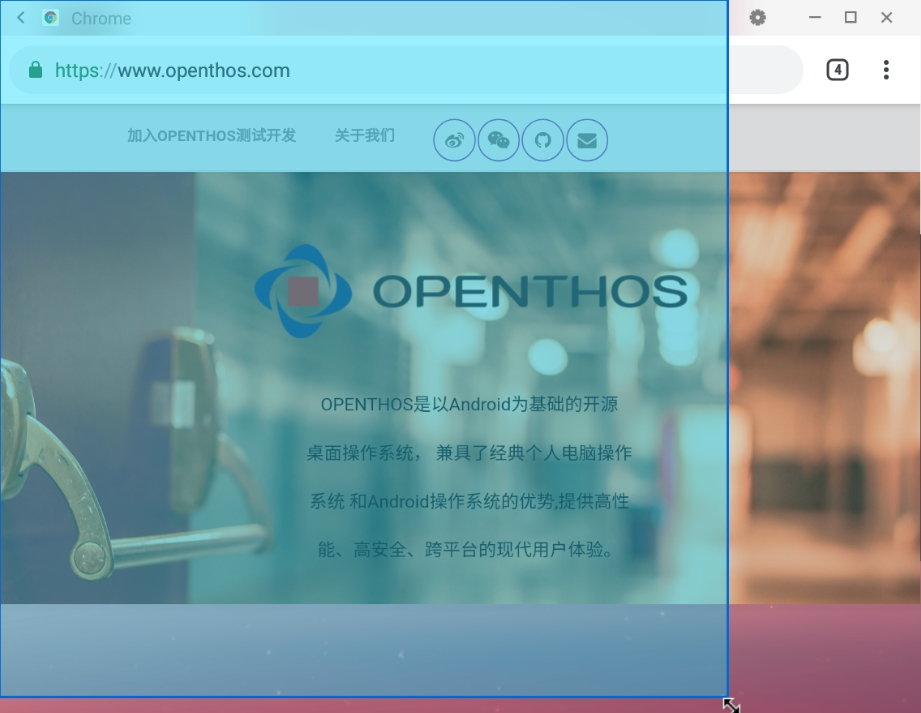 Chrome
https://www.openthos.com
4
加入OPENTHOS测试开发 关于我们
OPENTHOS
OPENTHOS是以Android为基础的开源
桌面操作系统， 兼具了经典个人电脑操作
系统 和Android操作系统的优势,提供高性
能、高安全、跨平台的现代用户体验。